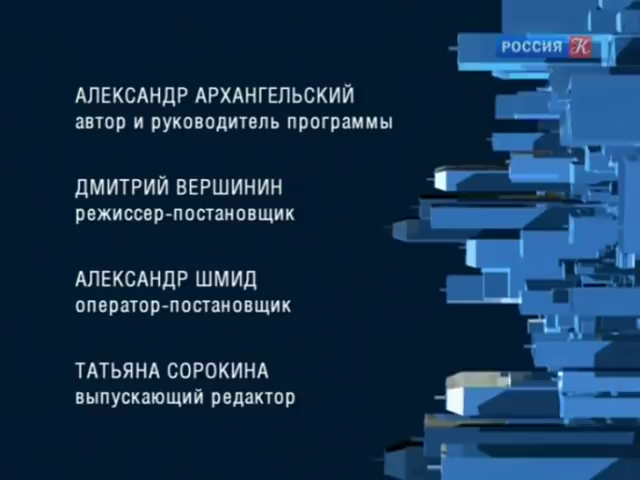 РОССИЯ К
АЛЕКСАНДР АРХАНГЕЛЬСКИЙ
автор и руководитель программы
ДМИТРИЙ ВЕРШИНИН
режиссер-постановщик
АЛЕКСАНДР ШМИД
оператор-постановщик
ТАТЬЯНА СОРОКИНА
выпускающий редактор